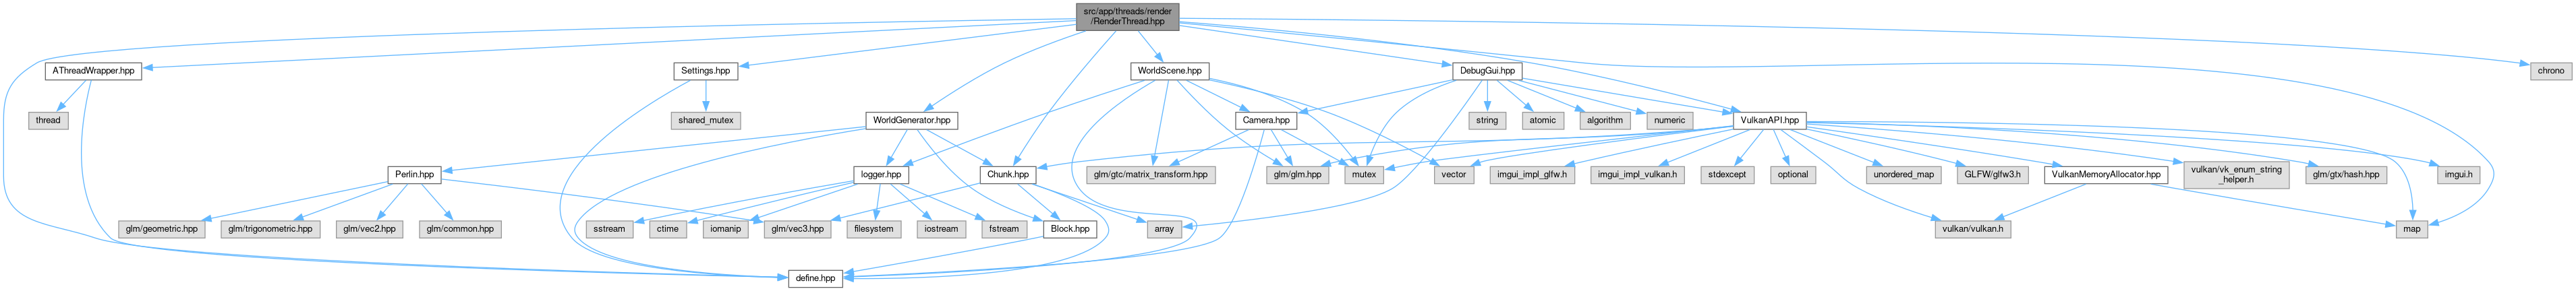 src/app/threads/render
/RenderThread.hpp
AThreadWrapper.hpp
Settings.hpp
WorldScene.hpp
DebugGui.hpp
chrono
thread
shared_mutex
WorldGenerator.hpp
Camera.hpp
string
atomic
algorithm
numeric
VulkanAPI.hpp
Perlin.hpp
logger.hpp
Chunk.hpp
glm/gtc/matrix_transform.hpp
glm/glm.hpp
mutex
vector
imgui_impl_glfw.h
imgui_impl_vulkan.h
stdexcept
optional
unordered_map
GLFW/glfw3.h
VulkanMemoryAllocator.hpp
vulkan/vk_enum_string
_helper.h
glm/gtx/hash.hpp
imgui.h
glm/geometric.hpp
glm/trigonometric.hpp
glm/vec2.hpp
glm/common.hpp
sstream
ctime
iomanip
glm/vec3.hpp
filesystem
iostream
fstream
Block.hpp
array
vulkan/vulkan.h
map
define.hpp